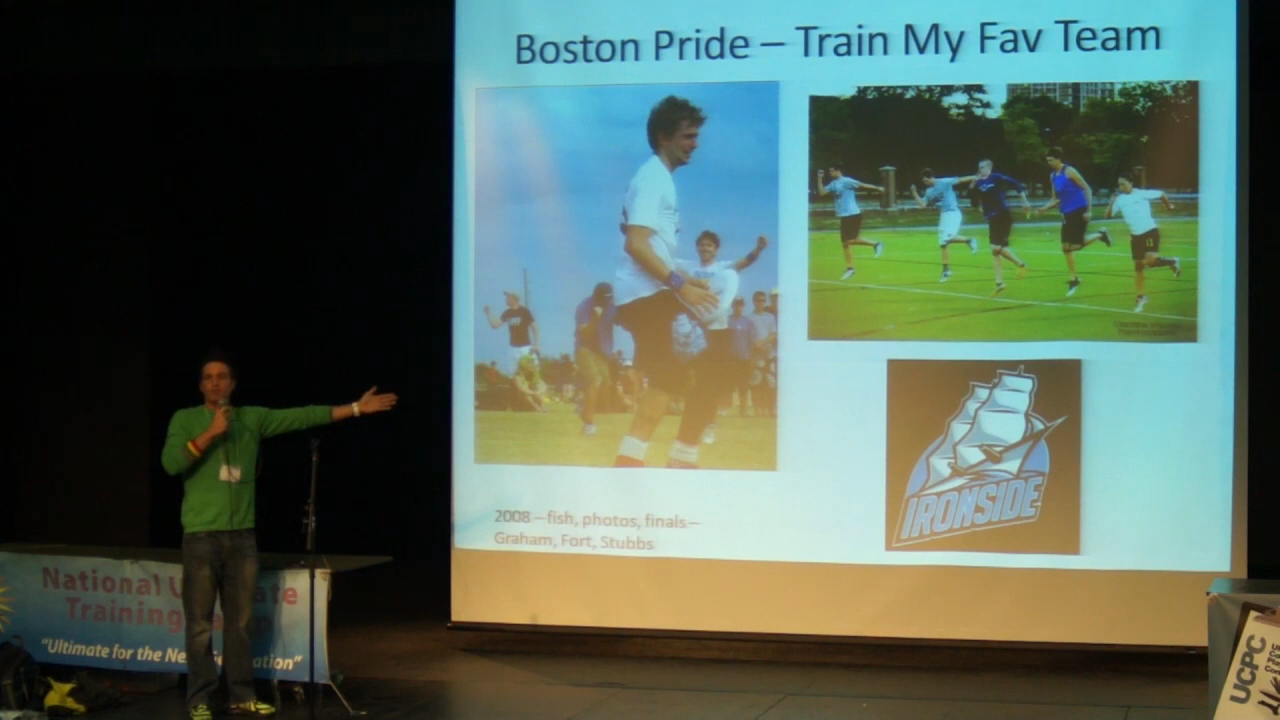 Boston Pride – Train My Fav Team
IRONSIDE
2008 – fish, photos, finals –
Graham, Fort, Stubbs
National
Training
"Ultimate for the
UCPC